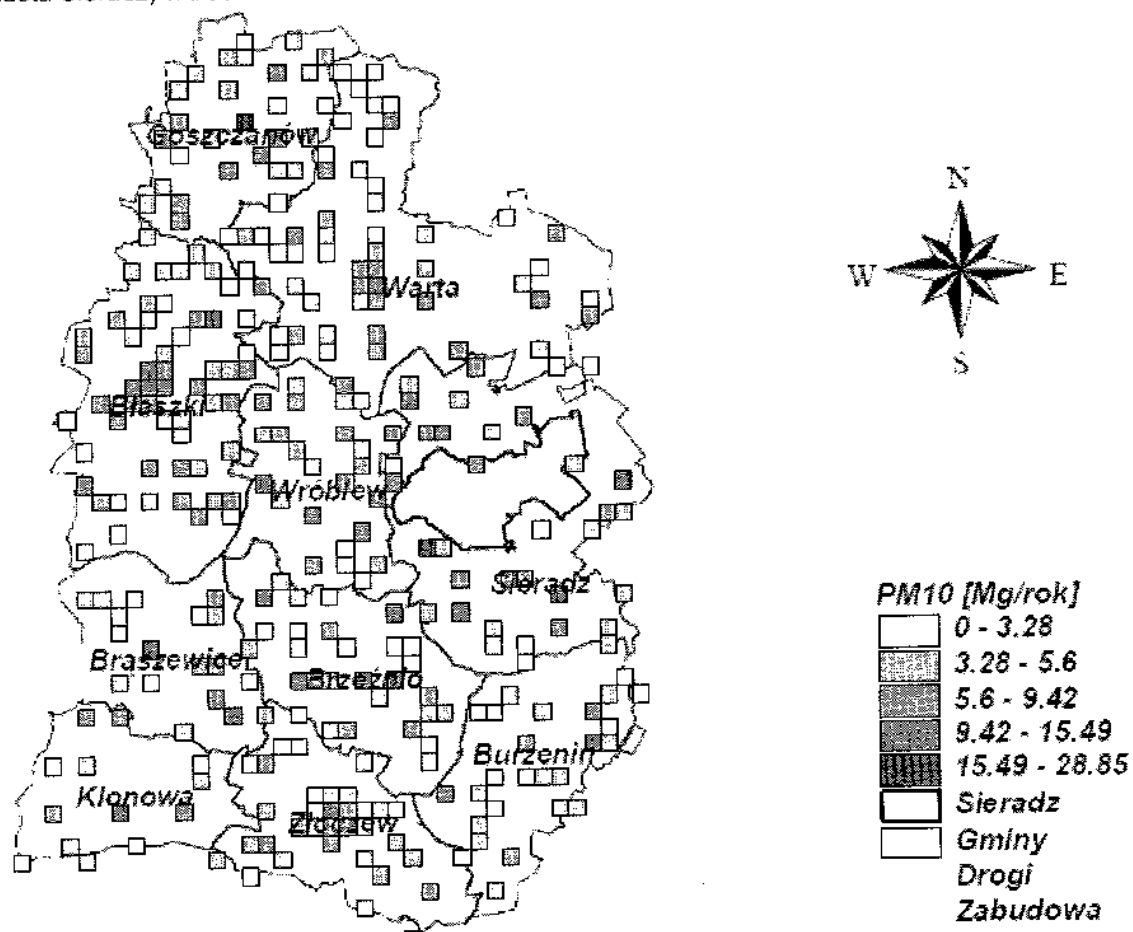 Goszczanów
N
W
E
S
Warta
Błaszki
Wróblew
Sieradz
Braszewice
Brzeźnio
Burzenin
Klonowa
Złoczew
PM10 [Mg/rok]
0 - 3.28
3.28 - 5.6
5.6 - 9.42
9.42 - 15.49
15.49 - 28.85
Sieradz
Gminy
Drogi
Zabudowa